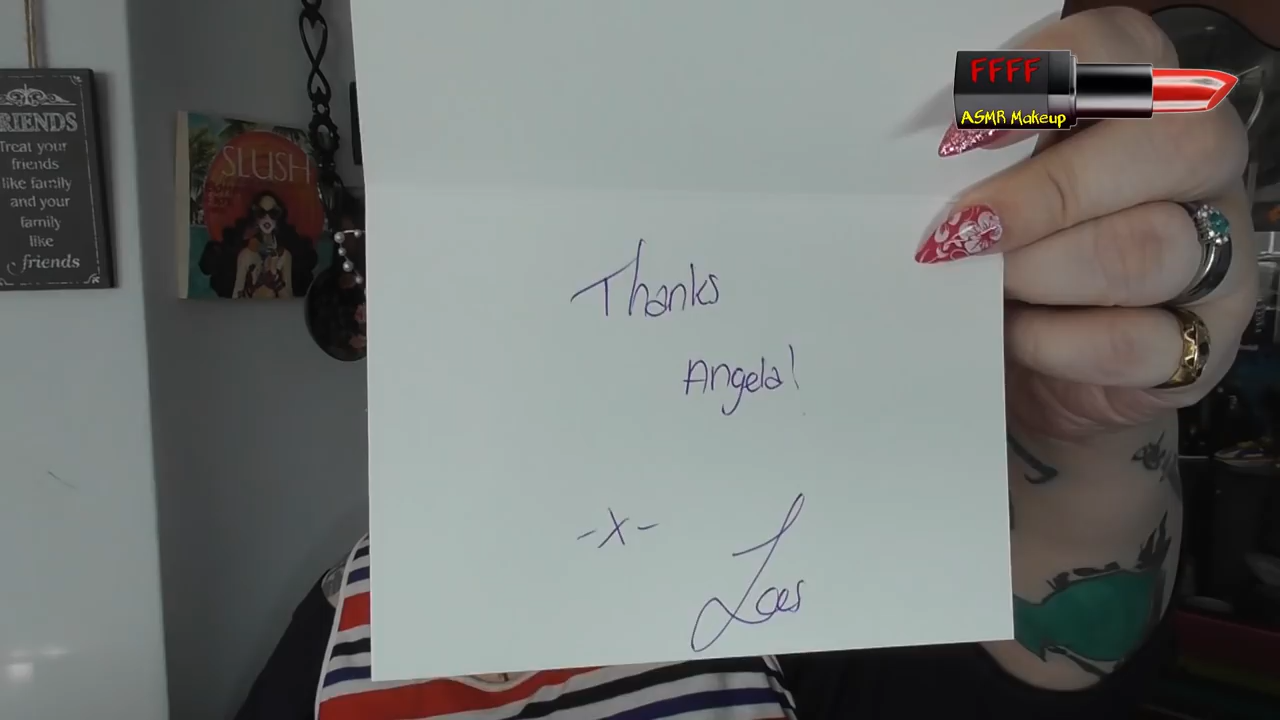 RIENDS
Treat your
friends
like family
and your
family
like
friends
SLUSH
Thanks
Angela!
-x-
Loes
FFFF
ASMR Makeup